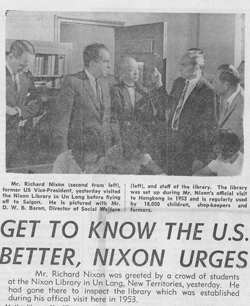 Mr. Richard Nixon (second from left),
former US Vice-President, yesterday visited
the Nixon Library in Un Long before flying
off to Saigon. He is pictured with Mr.
D. W. B. Baron, Director of Social Welfare
(left), and staff of the library. The library
was set up during Mr. Nixon's official visit
to Hongkong in 1953 and is regularly used
by 18,000 children, shop-keepers and
farmers.
GET TO KNOW THE U.S.
BETTER, NIXON URGES
Mr. Richard Nixon was greeted by a crowd of students
at the Nixon Library in Un Long, New Territories, yesterday. He
had gone there to inspect the library which was established
during his offical visit here in 1953.